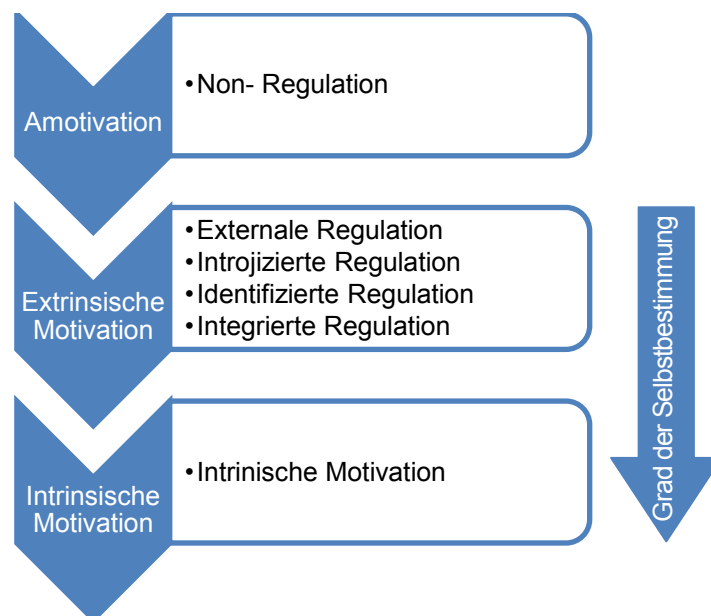 Amotivation
•Non- Regulation
Extrinsische
Motivation
•Externale Regulation
•Introjizierte Regulation
•Identifizierte Regulation
•Integrierte Regulation
Intrinsische
Motivation
•Intrinische Motivation
Grad der Selbstbestimmung